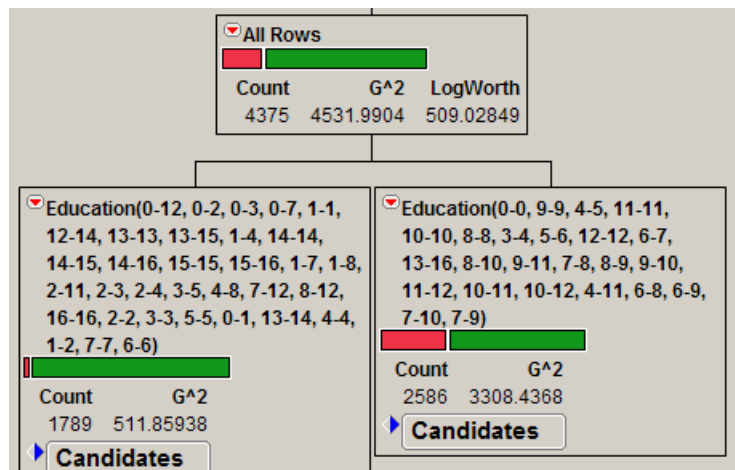 All Rows
Count G^2 LogWorth
4375 4531.9904 509.02849
Education(0-12, 0-2, 0-3, 0-7, 1-1,
12-14, 13-13, 13-15, 1-4, 14-14,
14-15, 14-16, 15-15, 15-16, 1-7, 1-8,
2-11, 2-3, 2-4, 3-5, 4-8, 7-12, 8-12,
16-16, 2-2, 3-3, 5-5, 0-1, 13-14, 4-4,
1-2, 7-7, 6-6)
Count G^2
1789 511.85938
Candidates
Education(0-0, 9-9, 4-5, 11-11,
10-10, 8-8, 3-4, 5-6, 12-12, 6-7,
13-16, 8-10, 9-11, 7-8, 8-9, 9-10,
11-12, 10-11, 10-12, 4-11, 6-8, 6-9,
7-10, 7-9)
Count G^2
2586 3308.4368
Candidates